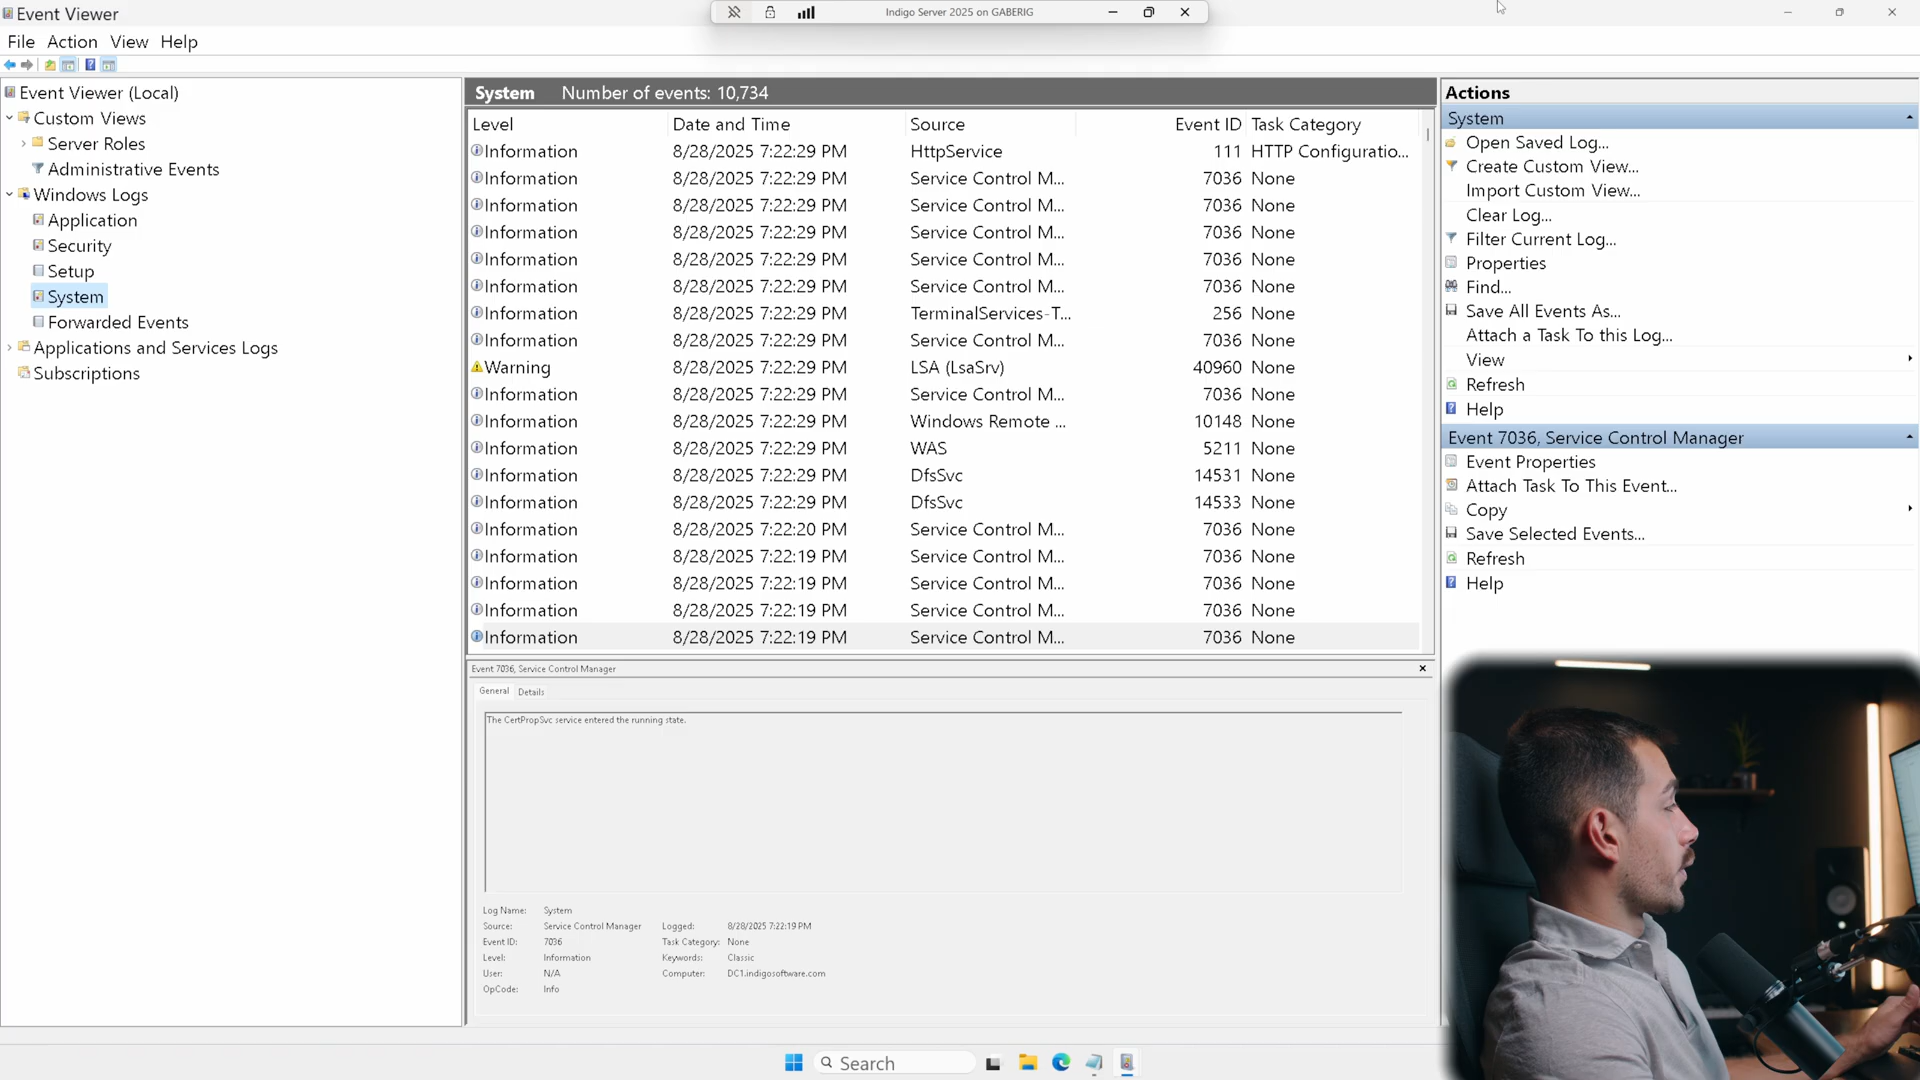 Event Viewer
Indigo Server 2025 on GABERIG
File Action View Help
Event Viewer (Local)
Custom Views
Server Roles
Administrative Events
Windows Logs
Application
Security
Setup
System
Forwarded Events
Applications and Services Logs
Subscriptions
System Number of events: 10,734
Level Date and Time Source Event ID Task Category
Information 8/28/2025 7:22:29 PM HttpService 111 HTTP Configuratio...
Information 8/28/2025 7:22:29 PM Service Control M... 7036 None
Information 8/28/2025 7:22:29 PM Service Control M... 7036 None
Information 8/28/2025 7:22:29 PM Service Control M... 7036 None
Information 8/28/2025 7:22:29 PM Service Control M... 7036 None
Information 8/28/2025 7:22:29 PM Service Control M... 7036 None
Information 8/28/2025 7:22:29 PM TerminalServices-T... 256 None
Information 8/28/2025 7:22:29 PM Service Control M... 7036 None
Warning 8/28/2025 7:22:29 PM LSA (LsaSrv) 40960 None
Information 8/28/2025 7:22:29 PM Service Control M... 7036 None
Information 8/28/2025 7:22:29 PM Windows Remote ... 10148 None
Information 8/28/2025 7:22:29 PM WAS 5211 None
Information 8/28/2025 7:22:29 PM DfsSvc 14531 None
Information 8/28/2025 7:22:29 PM DfsSvc 14533 None
Information 8/28/2025 7:22:20 PM Service Control M... 7036 None
Information 8/28/2025 7:22:19 PM Service Control M... 7036 None
Information 8/28/2025 7:22:19 PM Service Control M... 7036 None
Information 8/28/2025 7:22:19 PM Service Control M... 7036 None
Information 8/28/2025 7:22:19 PM Service Control M... 7036 None
Event 7036, Service Control Manager
General Details
The CertPropSvc service entered the running state.
Log Name: System
Source: Service Control Manager Logged: 8/28/2025 7:22:19 PM
Event ID: 7036 Task Category: None
Level: Information Keywords: Classic
User: N/A Computer: DC1.indigosoftware.com
OpCode: Info
Actions
System
Open Saved Log...
Create Custom View...
Import Custom View...
Clear Log...
Filter Current Log...
Properties
Find...
Save All Events As...
Attach a Task To this Log...
View
Refresh
Help
Event 7036, Service Control Manager
Event Properties
Attach Task To This Event...
Copy
Save Selected Events...
Refresh
Help
Search